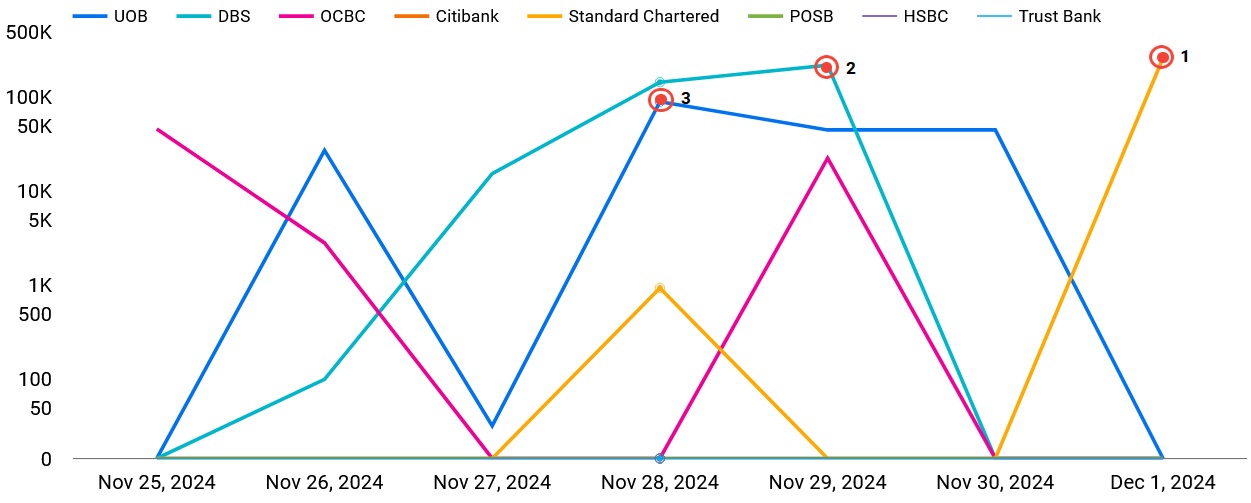 UOB DBS OCBC Citibank Standard Chartered POSB HSBC Trust Bank
500K
1
2
100K
3
50K
10K
5K
1K
500
100
50
0
Nov 25, 2024 Nov 26, 2024 Nov 27, 2024 Nov 28, 2024 Nov 29, 2024 Nov 30, 2024 Dec 1, 2024